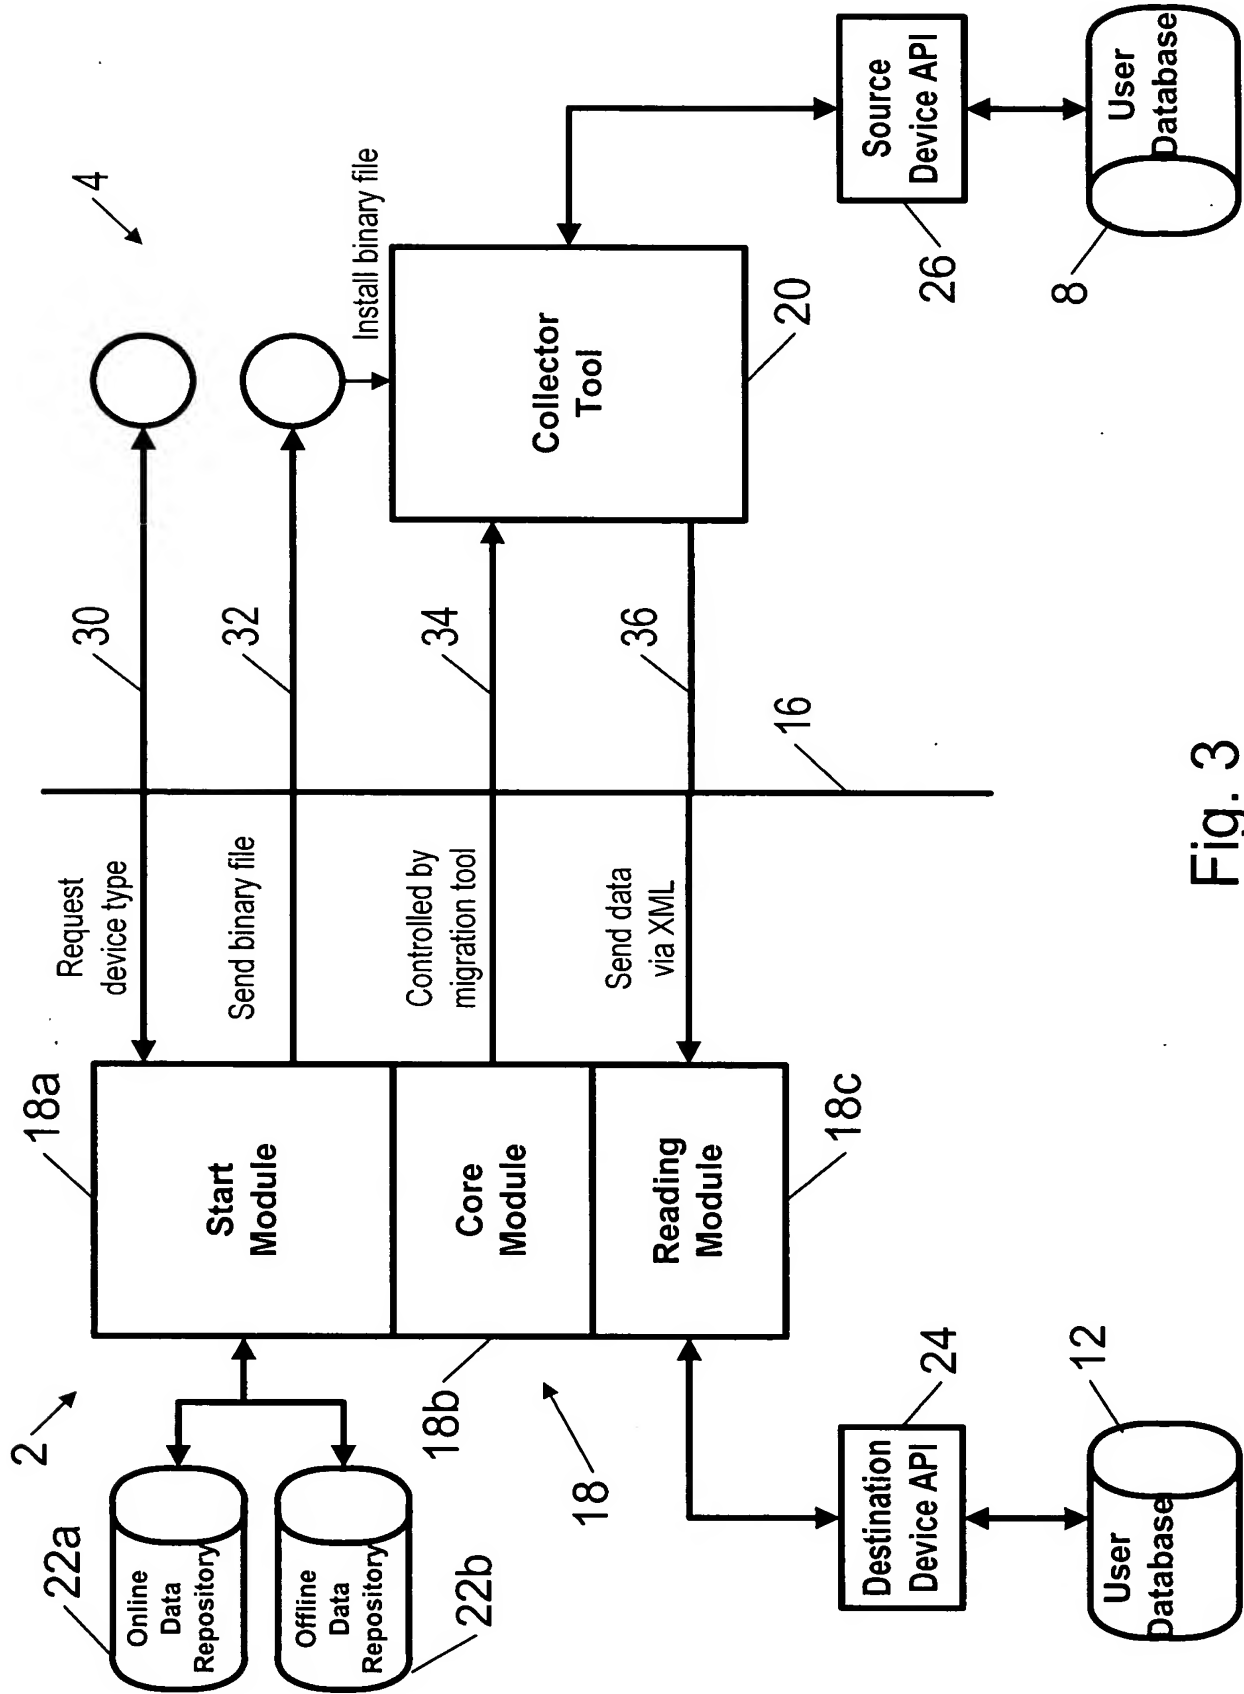 2
22a
Online
Data
Repository
Offline
Data
Repository
22b
18a
Start
Module
Core
Module
Reading
Module
18b
18
18c
Request
device type
Send binary file
Controlled by
migration tool
Send data
via XML
30
32
34
36
16
4
Install binary file
Collector
Tool
20
Source
Device API
26
User
Database
8
Destination
Device API
24
User
Database
12
Fig. 3